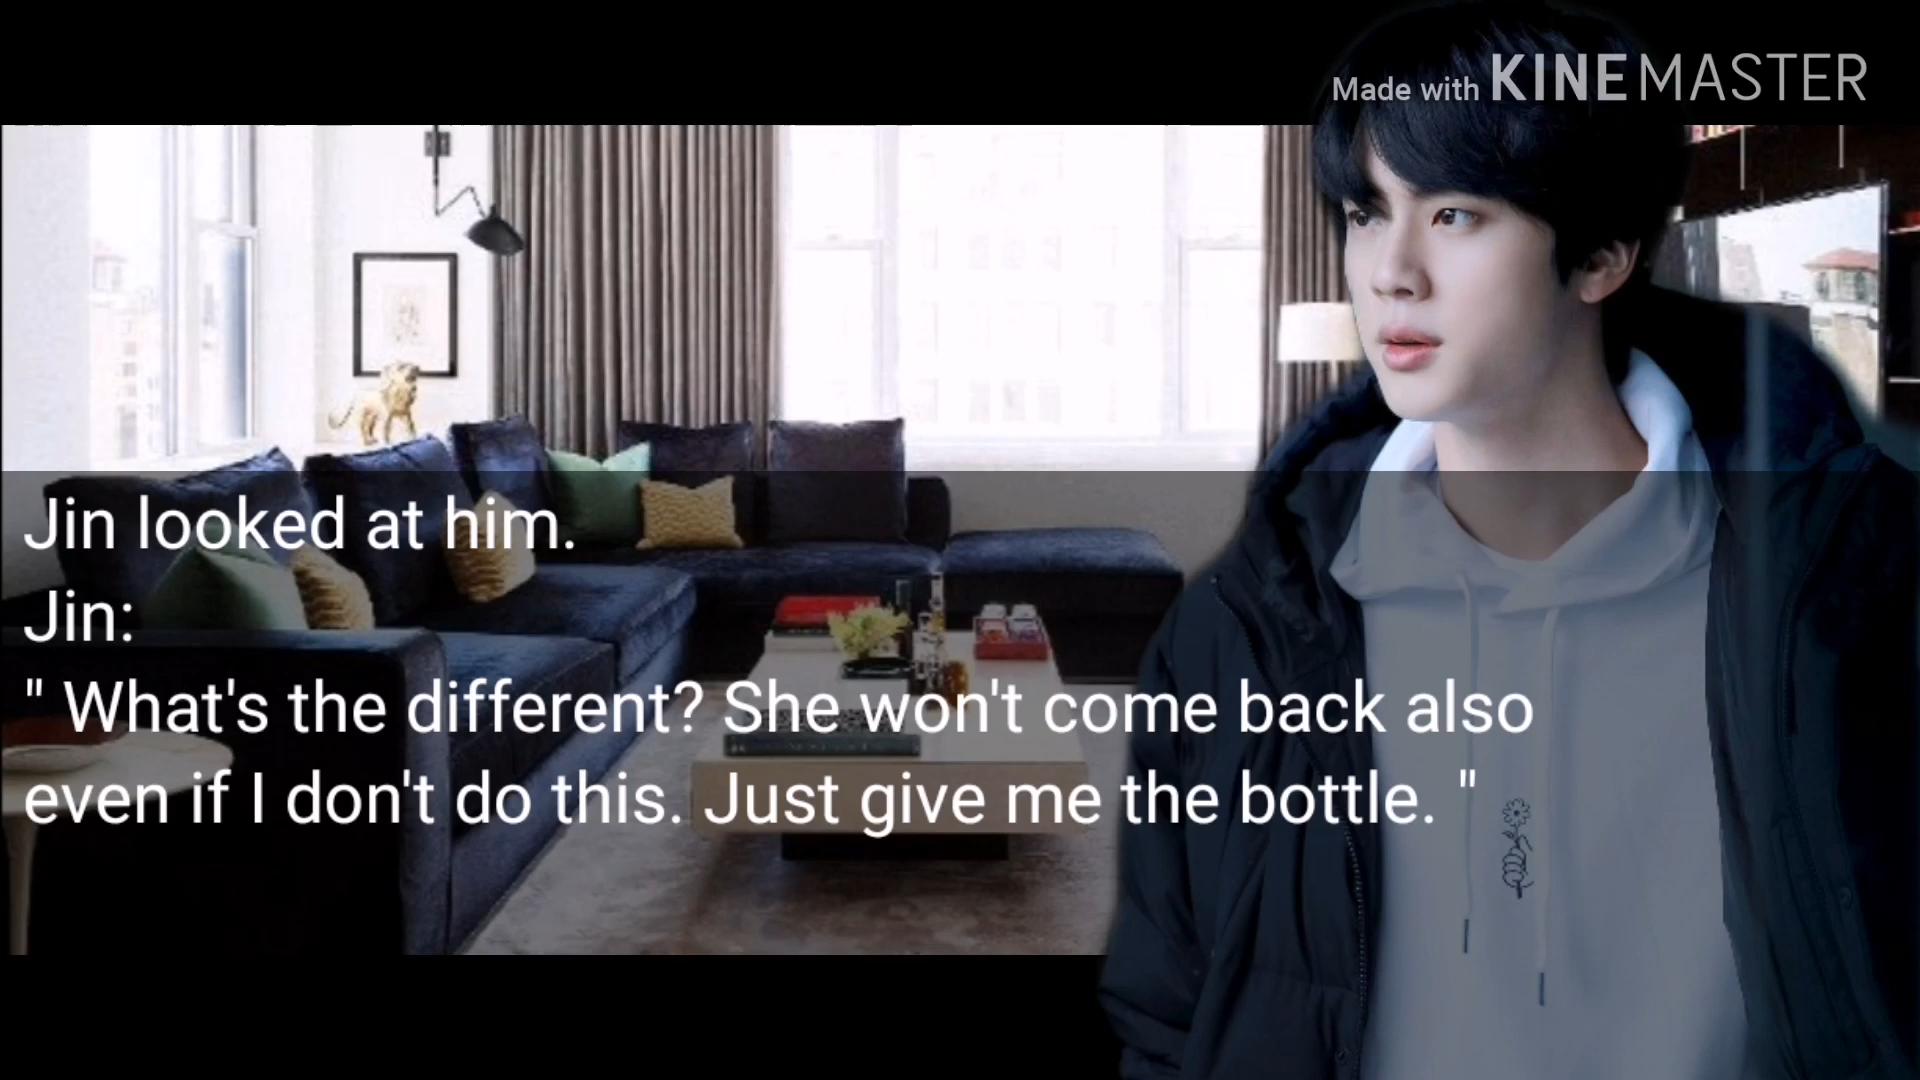 Made with KINEMASTER
Jin looked at him.
Jin:
" What's the different? She won't come back also
even if I don't do this. Just give me the bottle. "